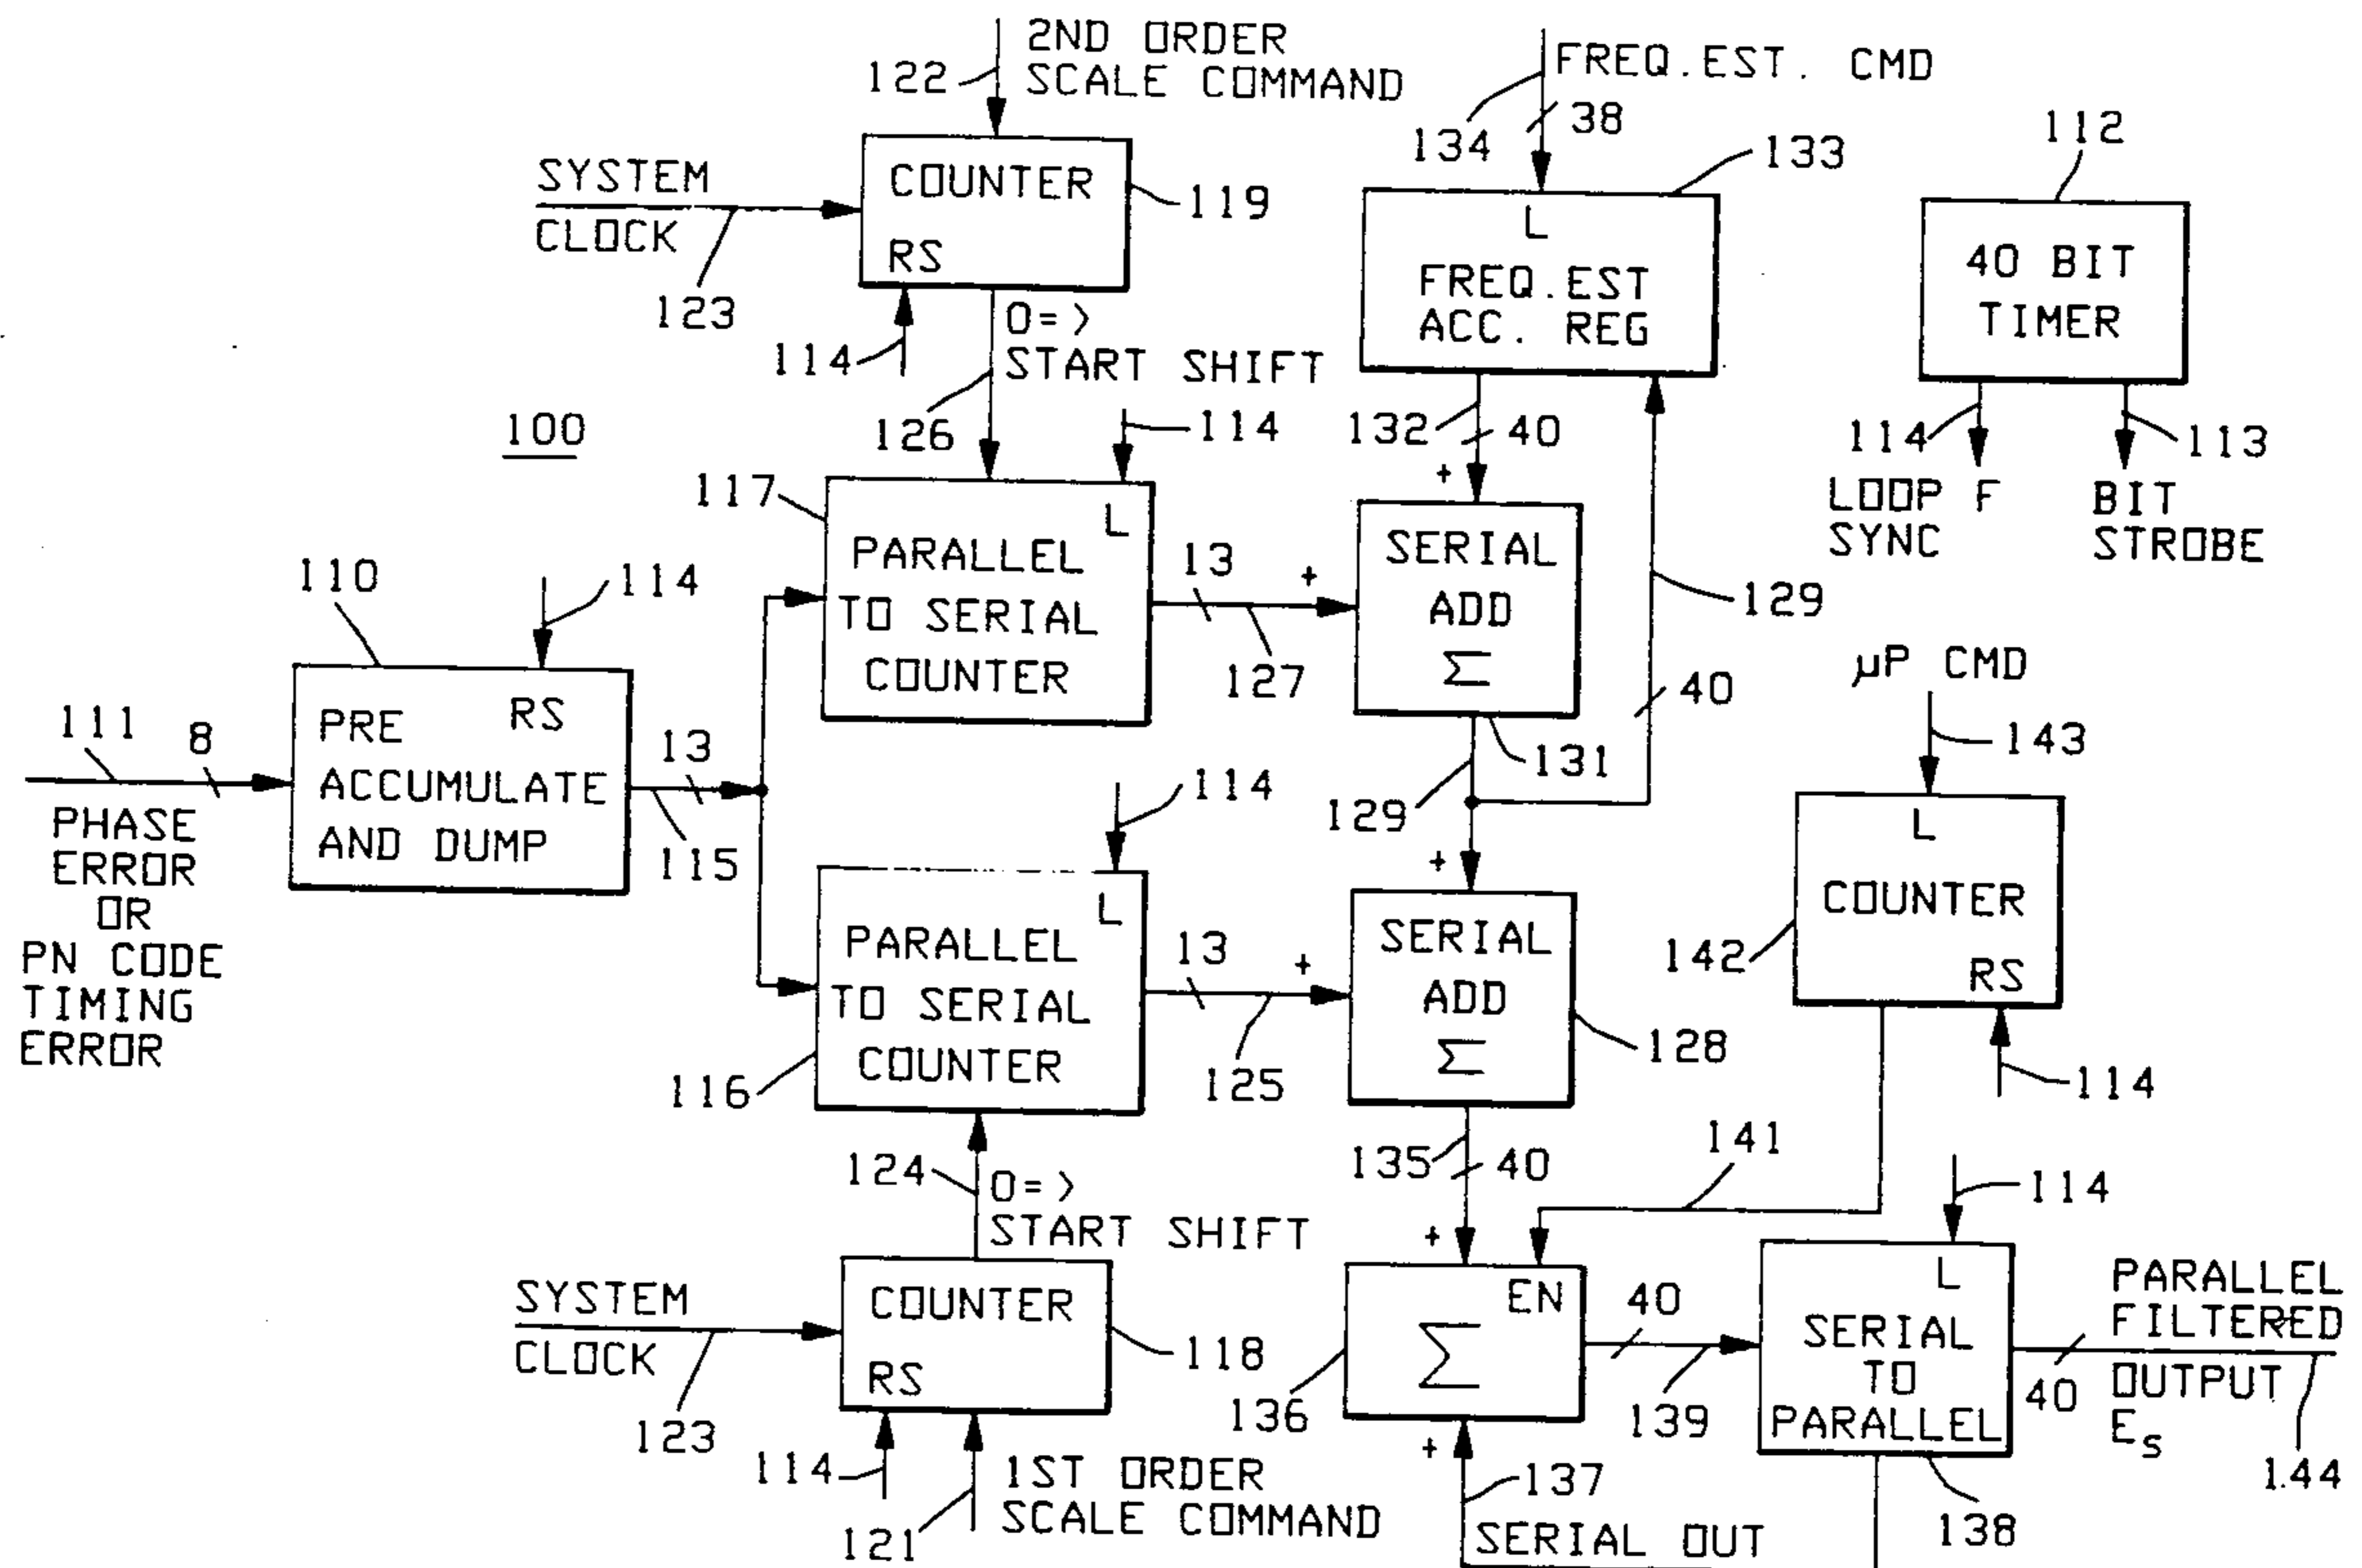 2ND ORDER
SCALE COMMAND
122
FREQ.EST. CMD
134
38
112
133
SYSTEM
CLOCK
123
COUNTER
RS
119
114
0=>
START SHIFT
126
L
FREQ.EST
ACC. REG
40 BIT
TIMER
132
40
114
113
LOOP F
SYNC
BIT
STROBE
100
114
117
L
PARALLEL
TO SERIAL
COUNTER
13
+
127
+
SERIAL
ADD
Σ
131
129
40
129
110
114
111
8
PRE RS
ACCUMULATE
AND DUMP
13
115
PHASE
ERROR
OR
PN CODE
TIMING
ERROR
µP CMD
143
L
COUNTER
RS
142
114
114
L
PARALLEL
TO SERIAL
COUNTER
116
13
+
125
+
SERIAL
ADD
Σ
128
135
40
141
124
0=>
START SHIFT
SYSTEM
CLOCK
123
COUNTER
RS
118
114
1ST ORDER
SCALE COMMAND
121
+
EN
Σ
136
+
137
SERIAL OUT
40
139
114
L
SERIAL
TO
PARALLEL
138
40
PARALLEL
FILTERED
OUTPUT
ES
144